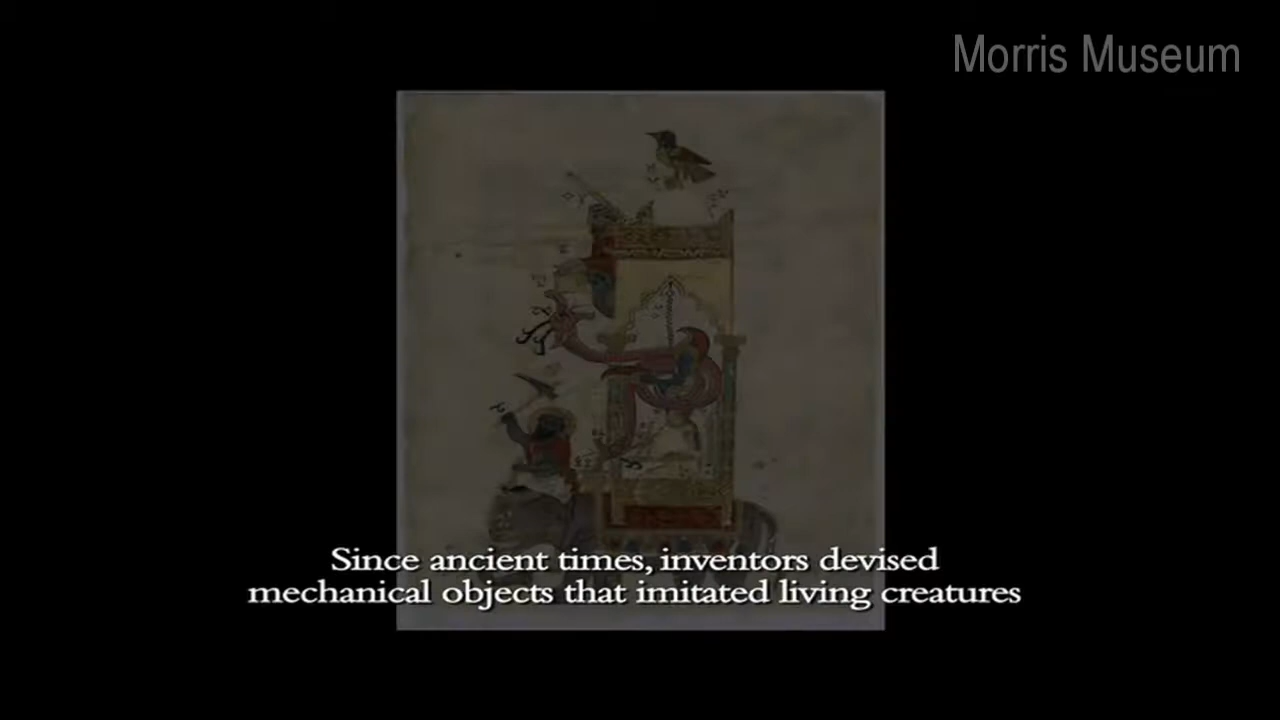 Morris Museum
Since ancient times, inventors devised
mechanical objects that imitated living creatures